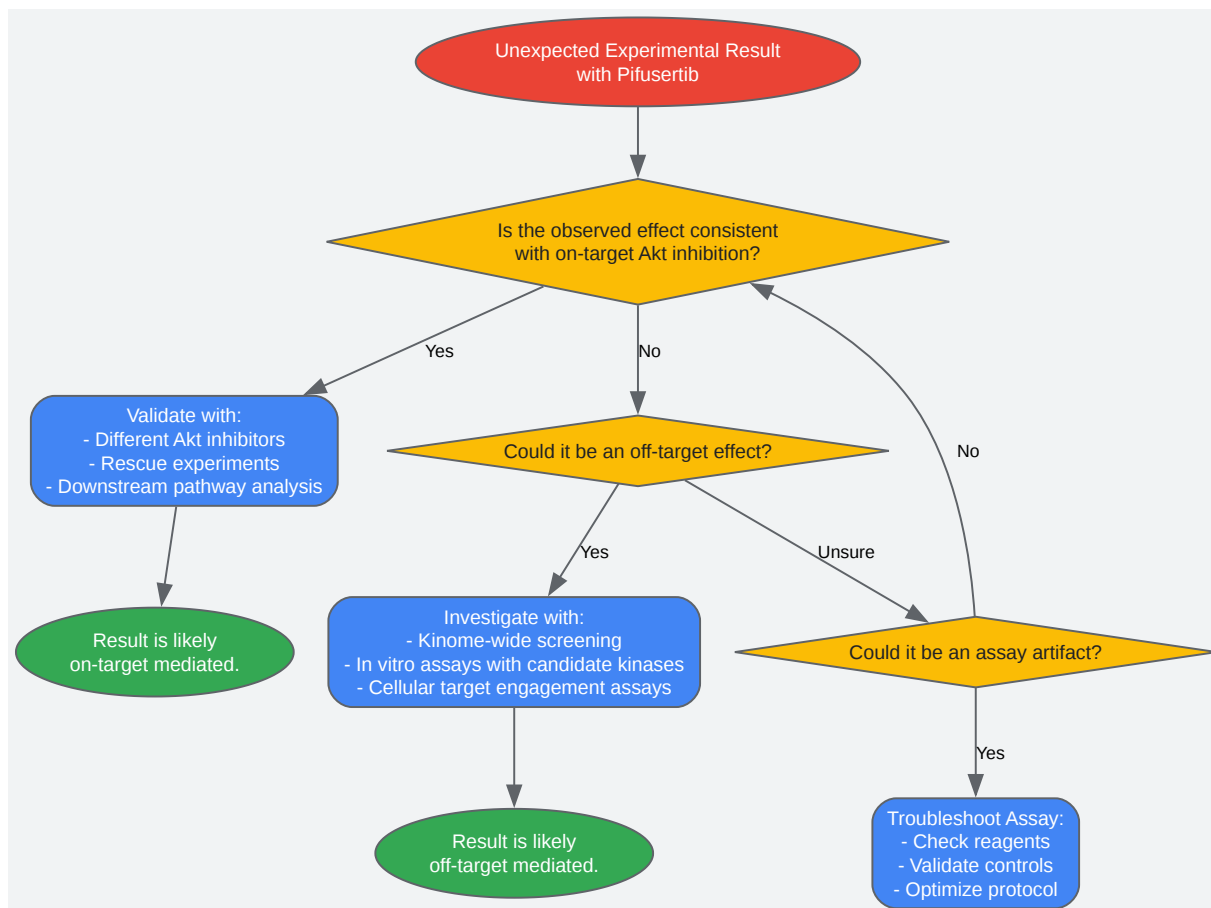 Unexpected Experimental Result
with Pifusertib
Is the observed effect consistent
with on-target Akt inhibition?
Yes
No
Validate with:
- Different Akt inhibitors
- Rescue experiments
- Downstream pathway analysis
Could it be an off-target effect?
No
Yes
Unsure
Result is likely
on-target mediated.
Investigate with:
- Kinome-wide screening
- In vitro assays with candidate kinases
- Cellular target engagement assays
Could it be an assay artifact?
Yes
Result is likely
off-target mediated.
Troubleshoot Assay:
- Check reagents
- Validate controls
- Optimize protocol